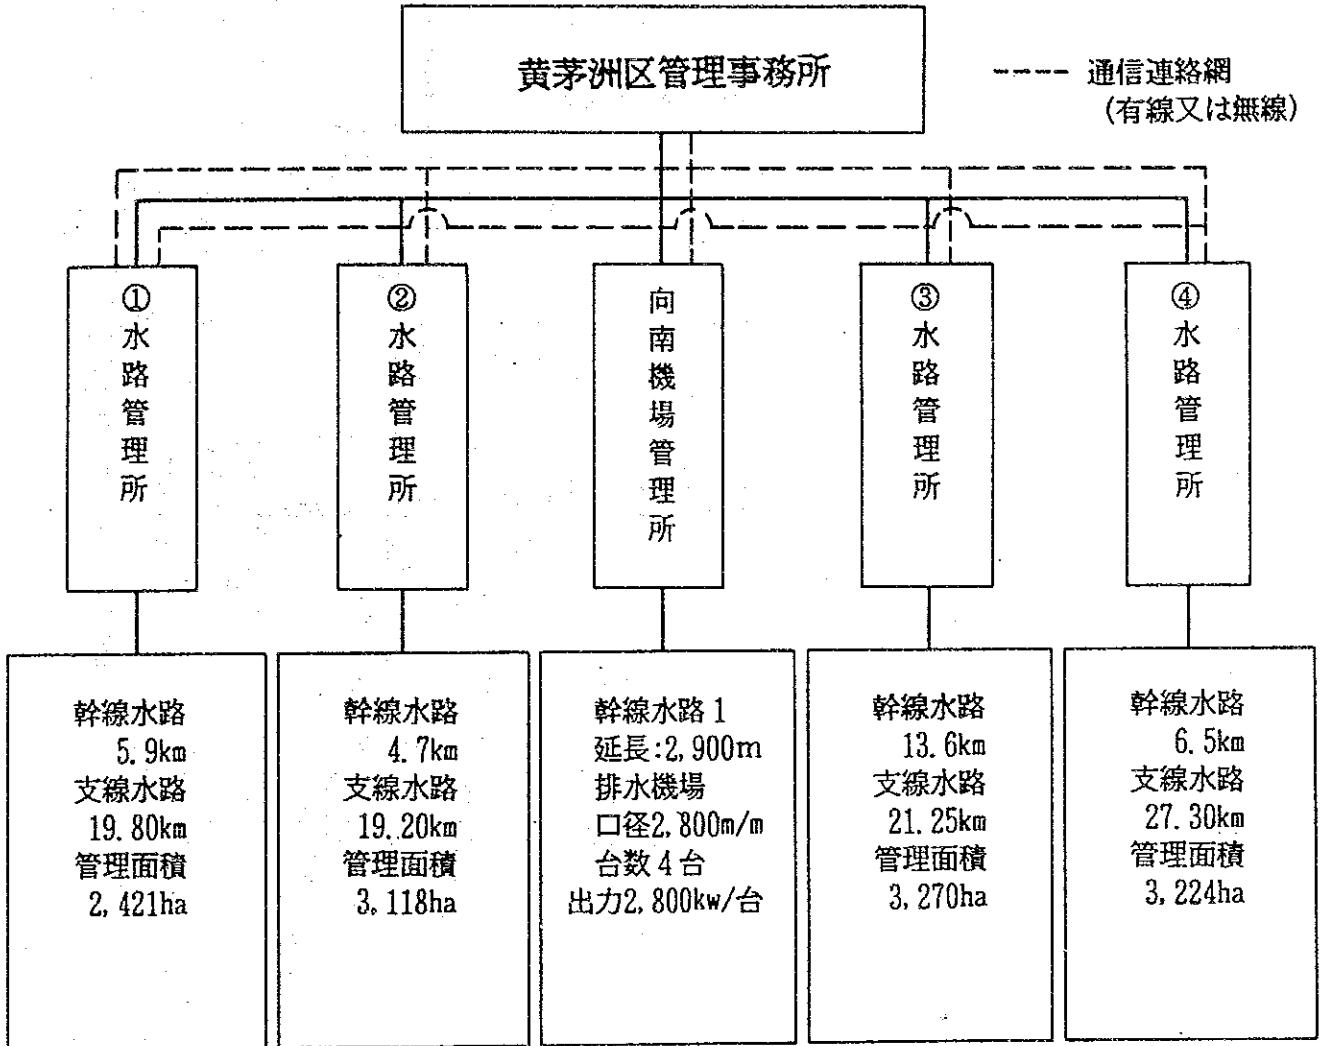 黄茅洲区管理事務所
---- 通信連絡網
(有線又は無線)
①水路管理所
②水路管理所
向南機場管理所
③水路管理所
④水路管理所
幹線水路
5.9km
支線水路
19.80km
管理面積
2,421ha
幹線水路
4.7km
支線水路
19.20km
管理面積
3,118ha
幹線水路1
延長:2,900m
排水機場
口径2,800m/m
台数4台
出力2,800kw/台
幹線水路
13.6km
支線水路
21.25km
管理面積
3,270ha
幹線水路
6.5km
支線水路
27.30km
管理面積
3,224ha